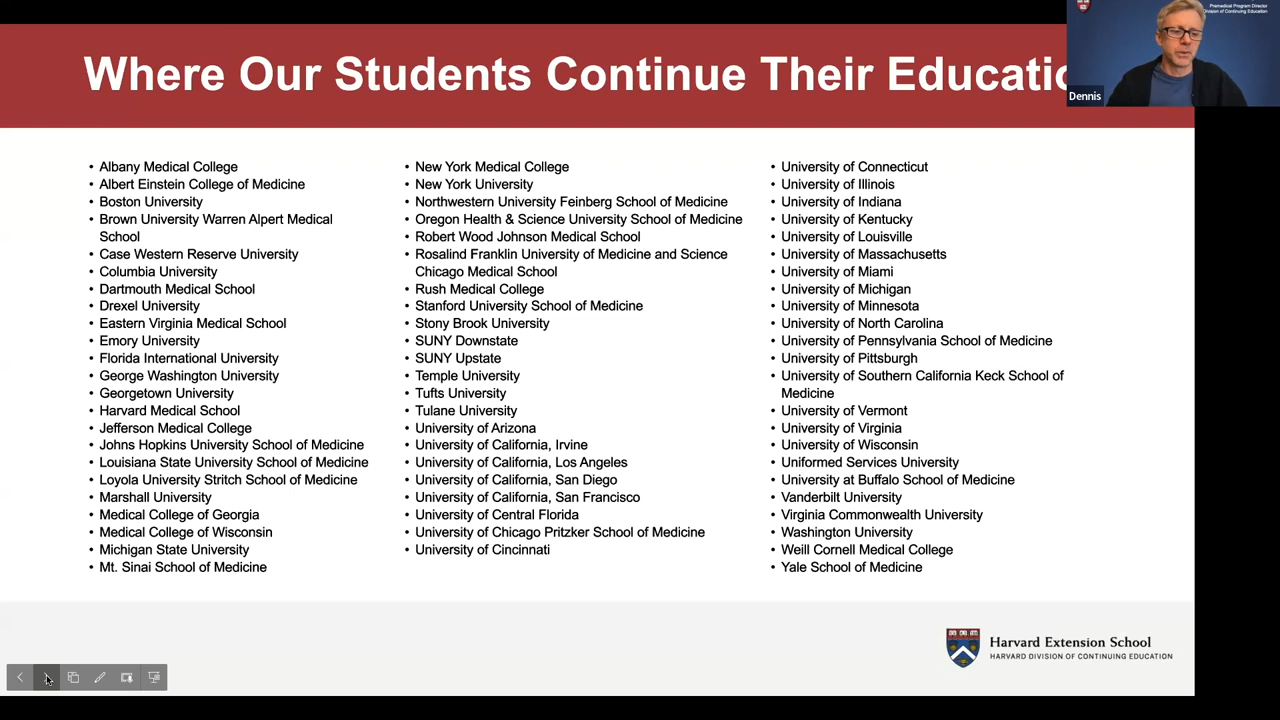 Where Our Students Continue Their Educatio
Premedical Program Director
Division of Continuing Education
Dennis
• Albany Medical College
• Albert Einstein College of Medicine
• Boston University
• Brown University Warren Alpert Medical
School
• Case Western Reserve University
• Columbia University
• Dartmouth Medical School
• Drexel University
• Eastern Virginia Medical School
• Emory University
• Florida International University
• George Washington University
• Georgetown University
• Harvard Medical School
• Jefferson Medical College
• Johns Hopkins University School of Medicine
• Louisiana State University School of Medicine
• Loyola University Stritch School of Medicine
• Marshall University
• Medical College of Georgia
• Medical College of Wisconsin
• Michigan State University
• Mt. Sinai School of Medicine
• New York Medical College
• New York University
• Northwestern University Feinberg School of Medicine
• Oregon Health & Science University School of Medicine
• Robert Wood Johnson Medical School
• Rosalind Franklin University of Medicine and Science
Chicago Medical School
• Rush Medical College
• Stanford University School of Medicine
• Stony Brook University
• SUNY Downstate
• SUNY Upstate
• Temple University
• Tufts University
• Tulane University
• University of Arizona
• University of California, Irvine
• University of California, Los Angeles
• University of California, San Diego
• University of California, San Francisco
• University of Central Florida
• University of Chicago Pritzker School of Medicine
• University of Cincinnati
• University of Connecticut
• University of Illinois
• University of Indiana
• University of Kentucky
• University of Louisville
• University of Massachusetts
• University of Miami
• University of Michigan
• University of Minnesota
• University of North Carolina
• University of Pennsylvania School of Medicine
• University of Pittsburgh
• University of Southern California Keck School of
Medicine
• University of Vermont
• University of Virginia
• University of Wisconsin
• Uniformed Services University
• University at Buffalo School of Medicine
• Vanderbilt University
• Virginia Commonwealth University
• Washington University
• Weill Cornell Medical College
• Yale School of Medicine
Harvard Extension School
HARVARD DIVISION OF CONTINUING EDUCATION